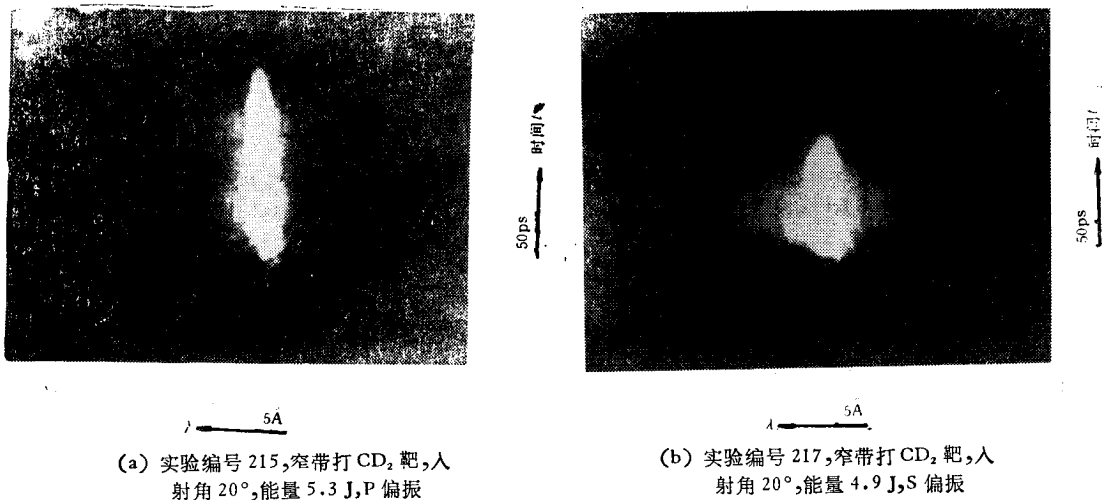 50ps 时间/t
50ps 时间/t
λ 5Å
λ 5Å
(a) 实验编号 215,窄带打 CD₂ 靶,入
射角 20°,能量 5.3 J,P 偏振
(b) 实验编号 217,窄带打 CD₂ 靶,入
射角 20°,能量 4.9 J,S 偏振